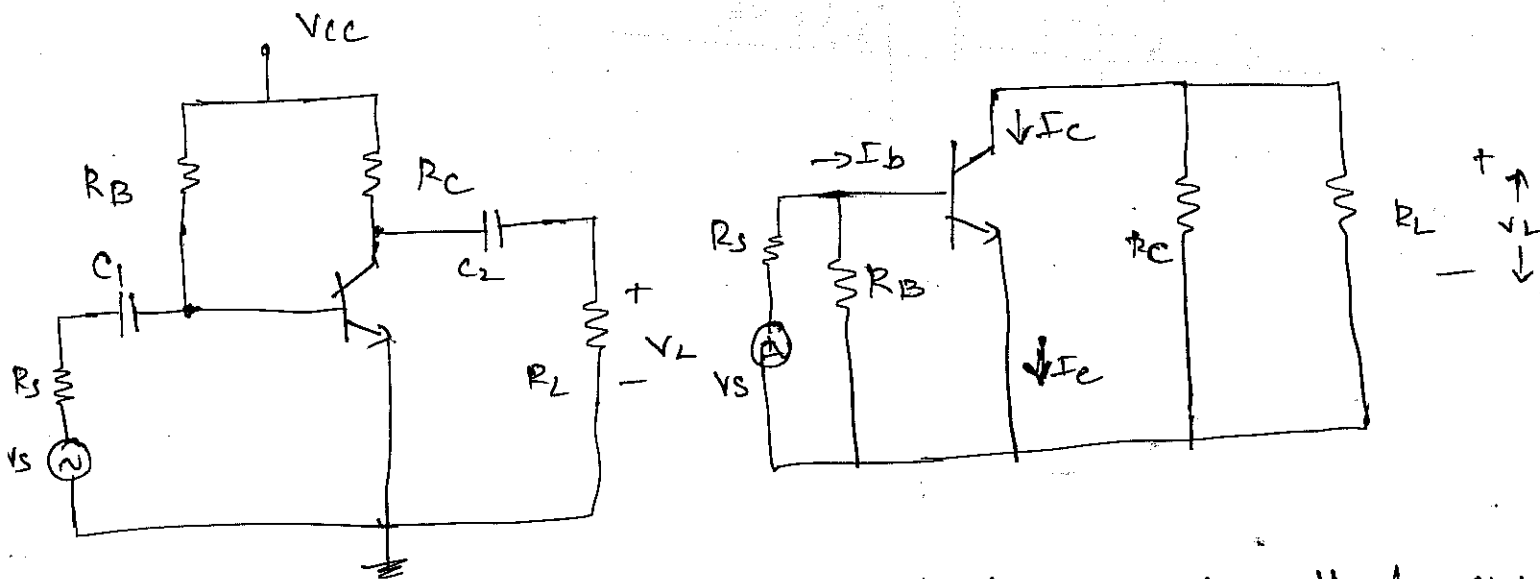 VCC
RB
RC
C1
C2
RS
VS
RL
+
VL
−
→Ib
↓Ic
RS
RB
VS
↓Ie
RC
RL
+
↑
VL
↓
−